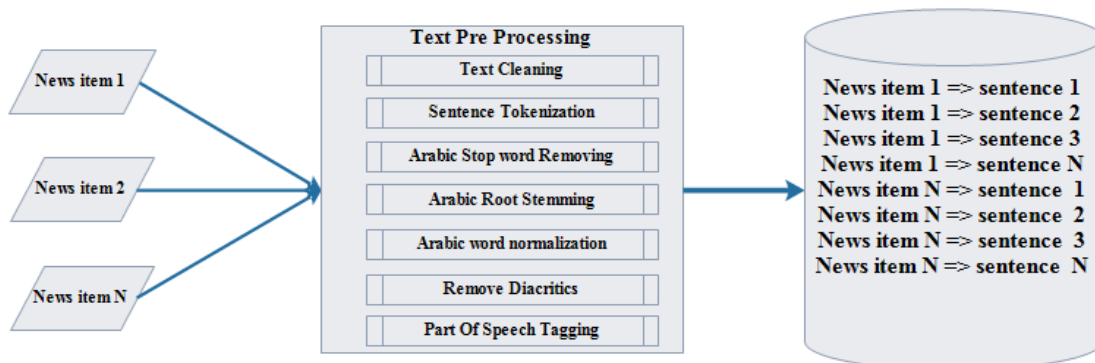 News item 1
News item 2
News item N
Text Pre Processing
Text Cleaning
Sentence Tokenization
Arabic Stop word Removing
Arabic Root Stemming
Arabic word normalization
Remove Diacritics
Part Of Speech Tagging
News item 1 => sentence 1
News item 1 => sentence 2
News item 1 => sentence 3
News item 1 => sentence N
News item N => sentence 1
News item N => sentence 2
News item N => sentence 3
News item N => sentence N